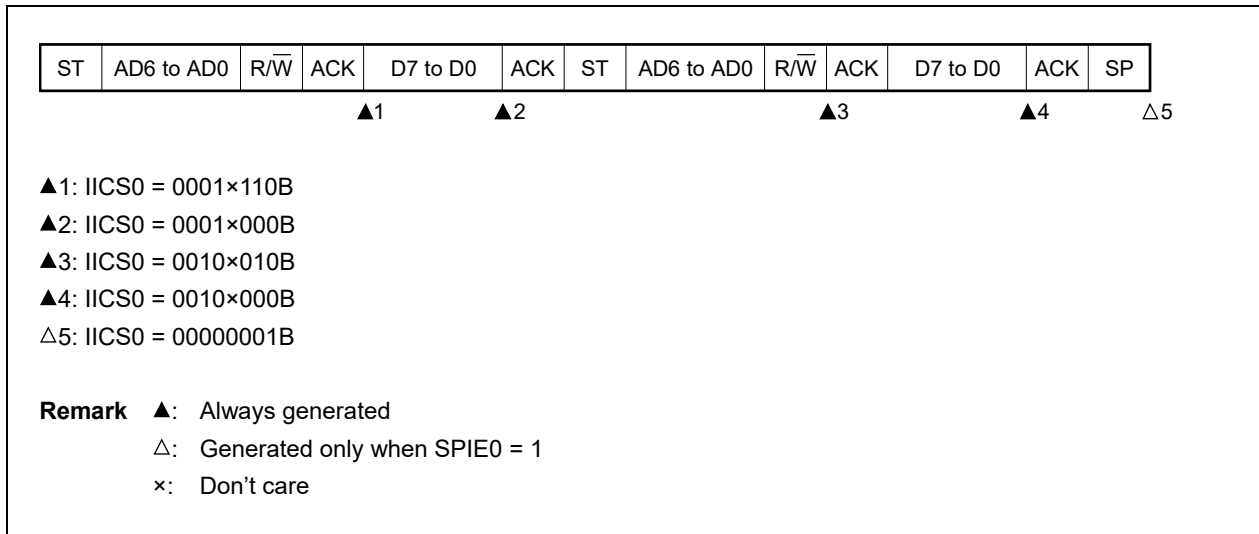 ST AD6 to AD0 R/W̅ ACK D7 to D0 ACK ST AD6 to AD0 R/W̅ ACK D7 to D0 ACK SP
▲1 ▲2 ▲3 ▲4 △5
▲1: IICS0 = 0001×110B
▲2: IICS0 = 0001×000B
▲3: IICS0 = 0010×010B
▲4: IICS0 = 0010×000B
△5: IICS0 = 00000001B
Remark ▲: Always generated
△: Generated only when SPIE0 = 1
×: Don't care